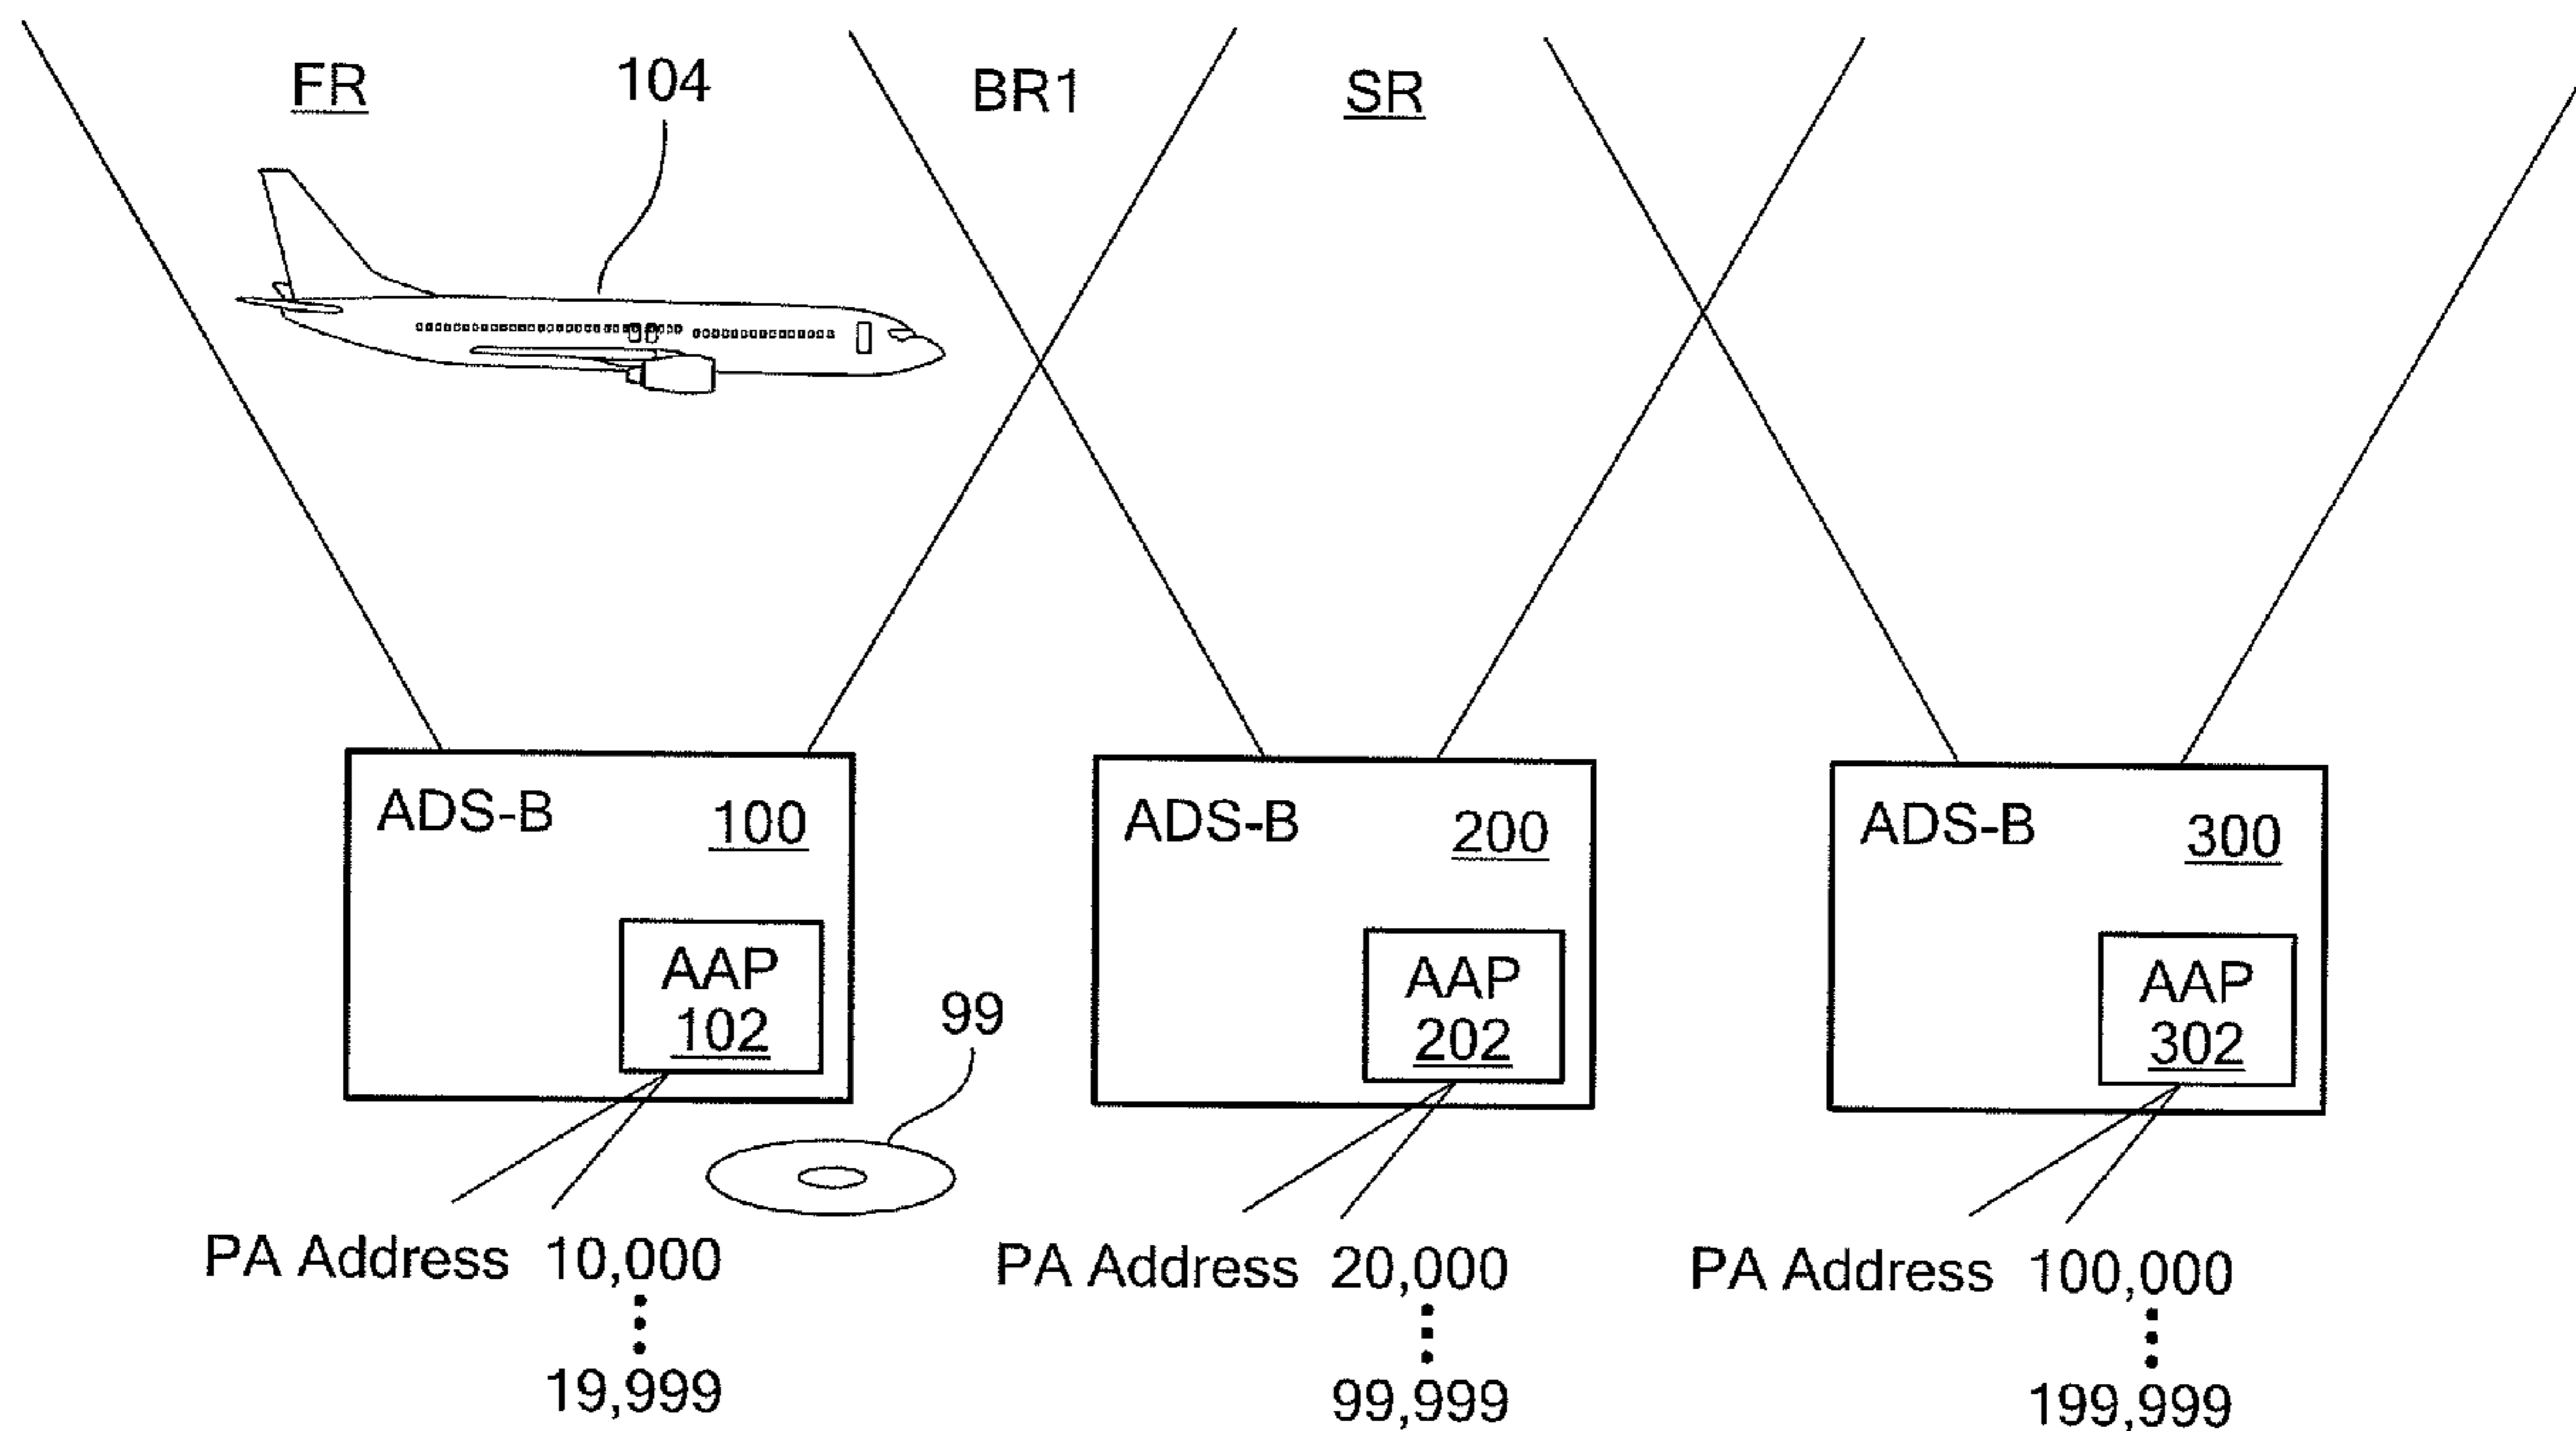 FR
104
BR1
SR
ADS-B
100
AAP
102
99
PA Address 10,000
19,999
ADS-B
200
AAP
202
PA Address 20,000
99,999
ADS-B
300
AAP
302
PA Address 100,000
199,999